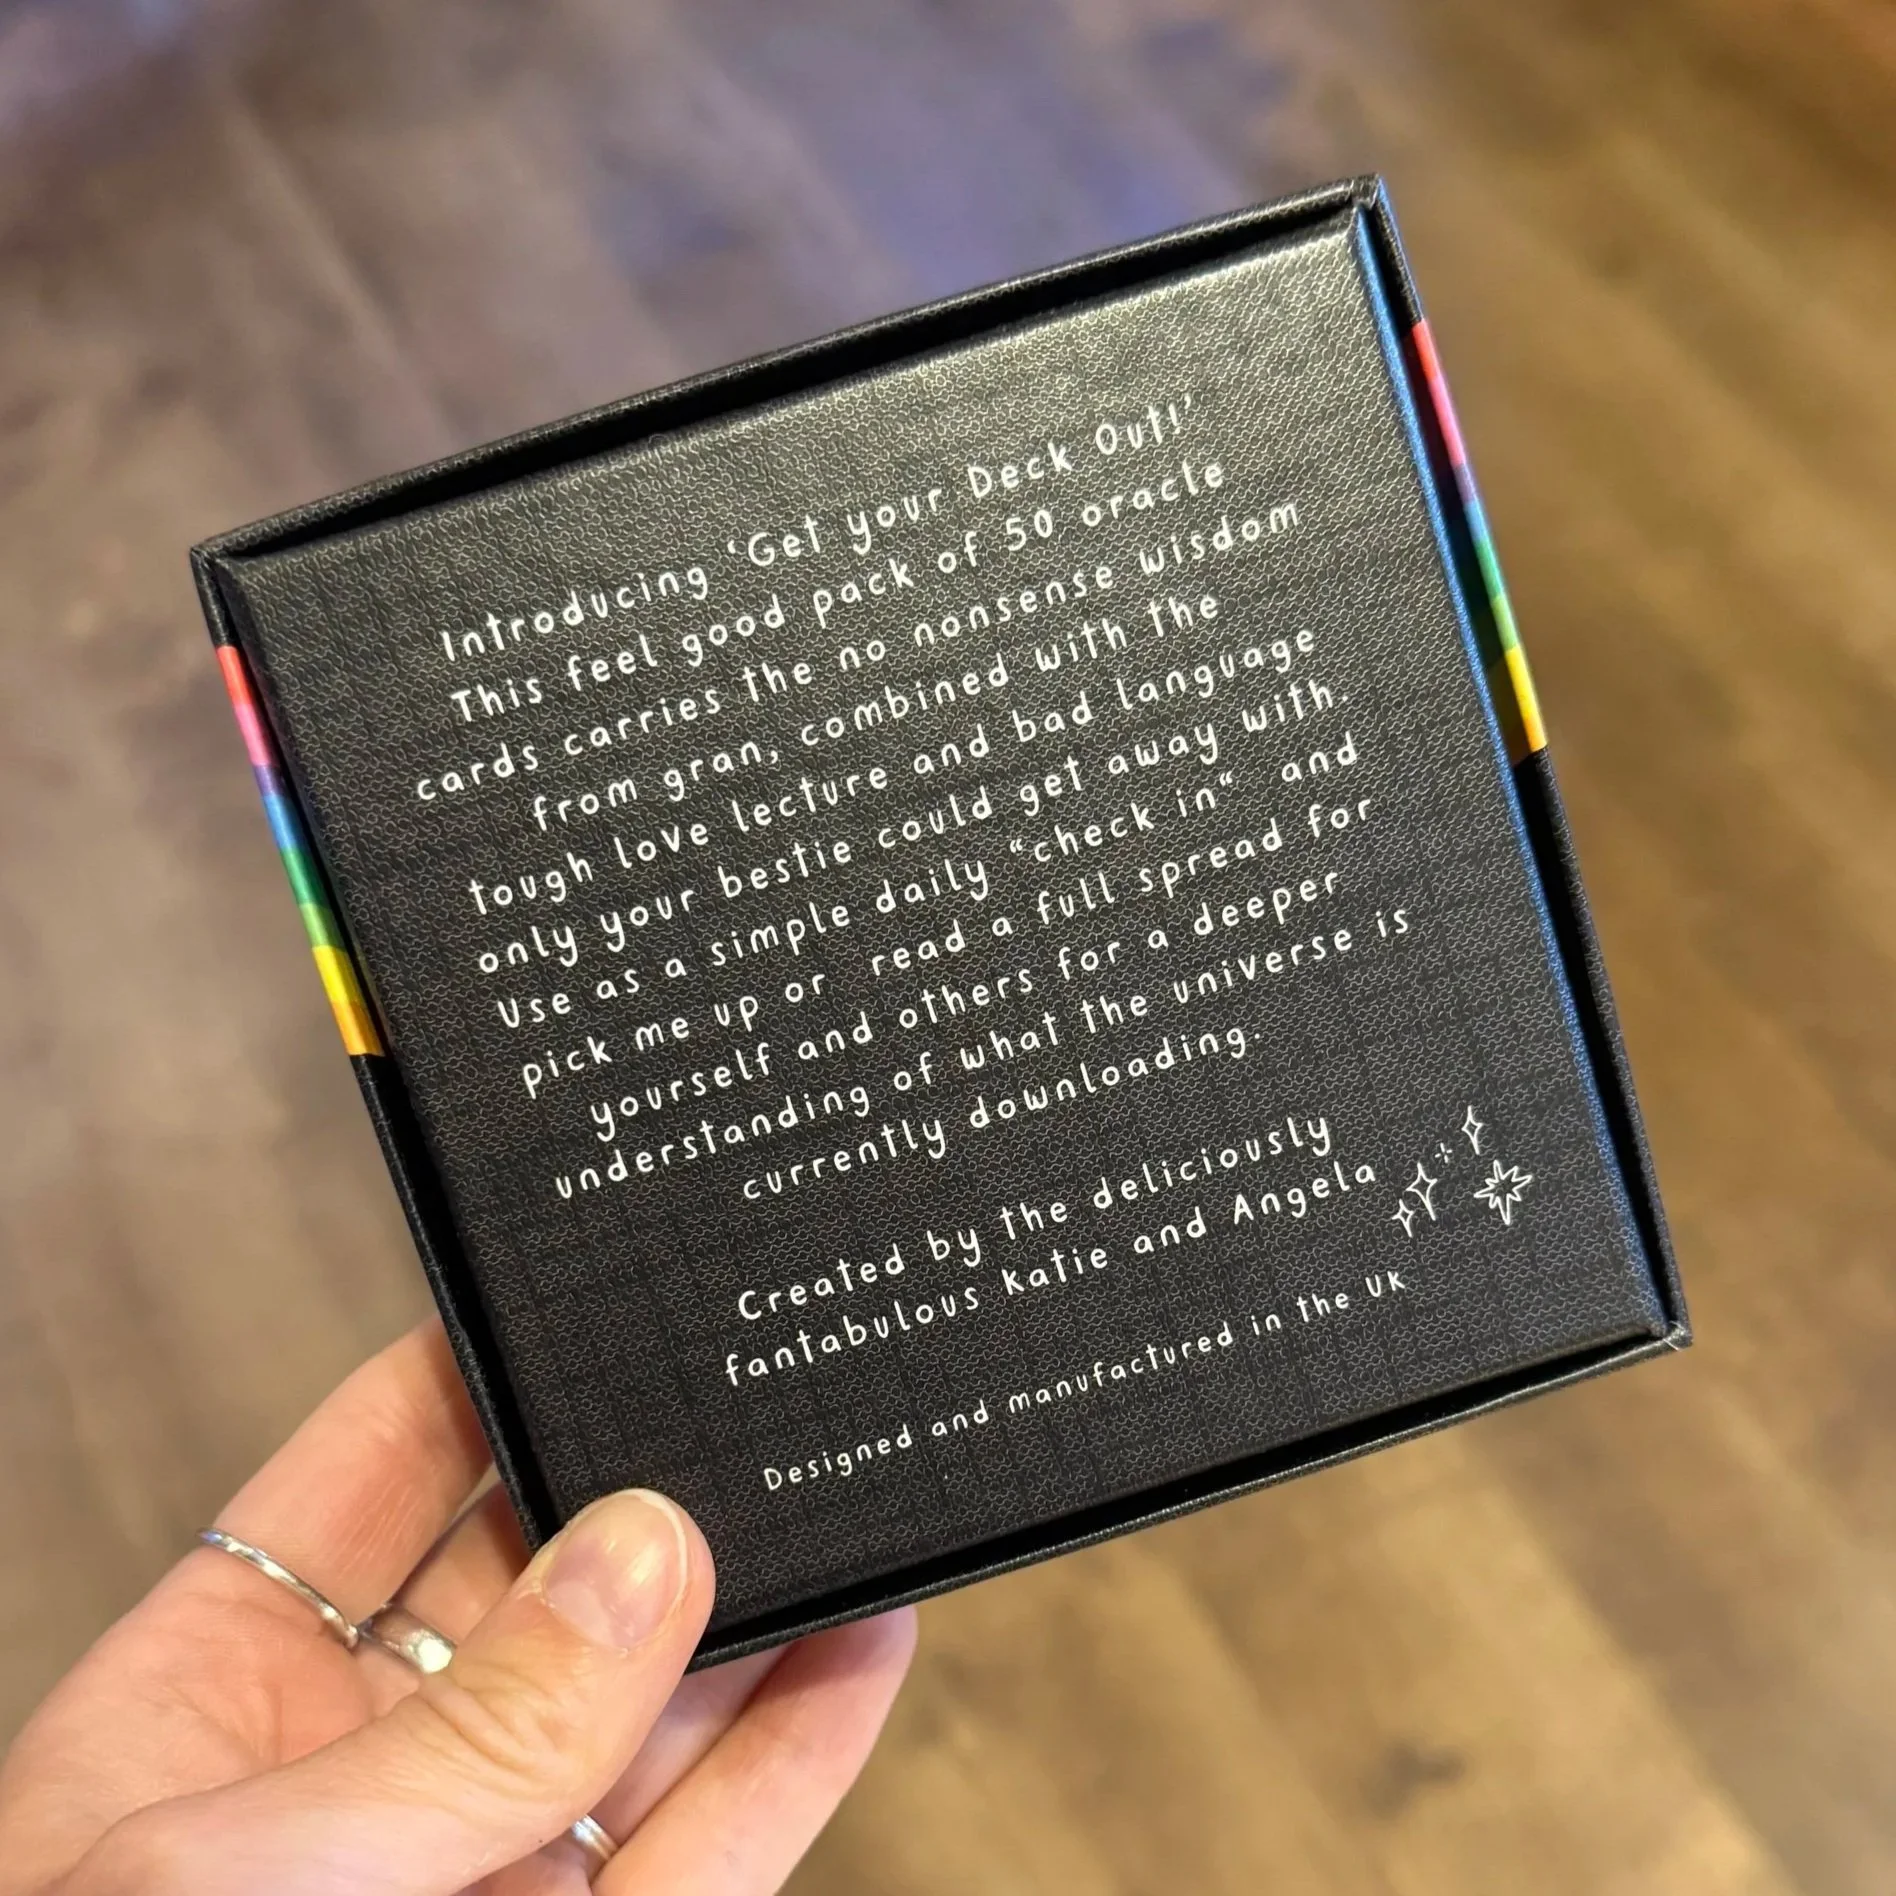 Introducing 'Get your Deck Out!'
This feel good pack of 50 oracle
cards carries the no nonsense wisdom
from gran, combined with the
tough love lecture and bad language
only your bestie could get away with.
Use as a simple daily “check in“ and
pick me up or read a full spread for
yourself and others for a deeper
understanding of what the universe is
currently downloading.
Created by the deliciously
fantabulous Katie and Angela
Designed and manufactured in the UK